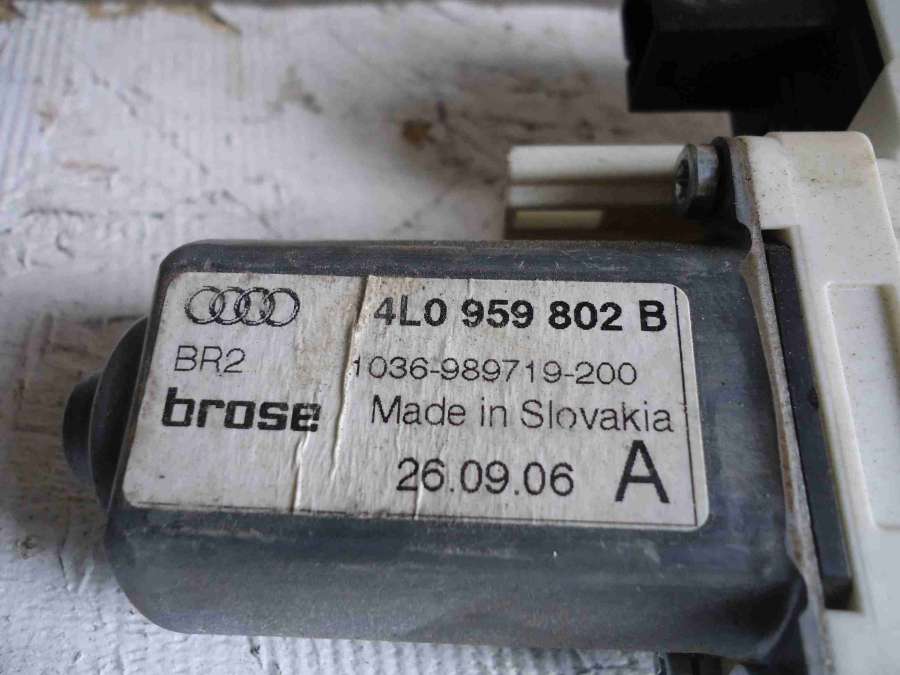 4L0 959 802 B
BR2 1036-989719-200
brose Made in Slovakia
26.09.06 A